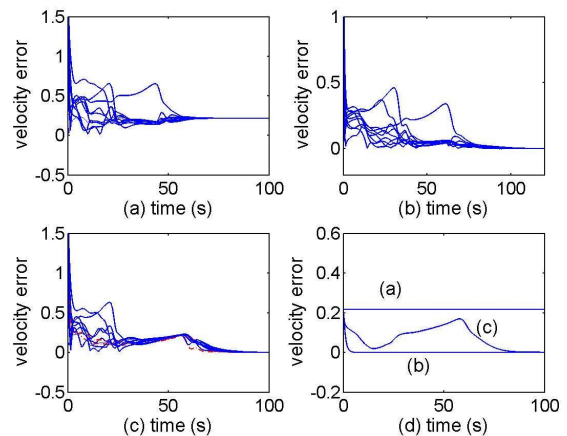 1.5
1
0.5
0
-0.5
velocity error
0
50
100
(a) time (s)
1
0.5
0
velocity error
0
50
100
(b) time (s)
1.5
1
0.5
0
-0.5
velocity error
0
50
100
(c) time (s)
0.6
0.4
0.2
0
-0.2
velocity error
(a)
(c)
(b)
0
50
100
(d) time (s)